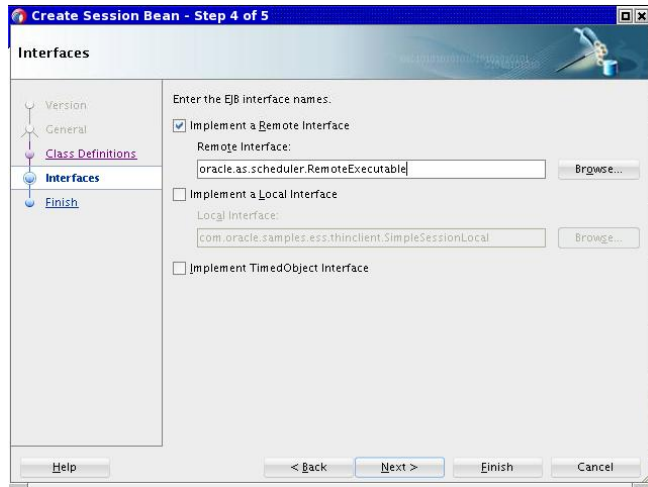 Create Session Bean - Step 4 of 5
Interfaces
Version
General
Class Definitions
Interfaces
Finish
Enter the EJB interface names.
Implement a Remote Interface
Remote Interface:
oracle.as.scheduler.RemoteExecutable
Browse...
Implement a Local Interface
Local Interface:
com.oracle.samples.ess.thinclient.SimpleSessionLocal
Browse...
Implement TimedObject Interface
Help
< Back
Next >
Finish
Cancel